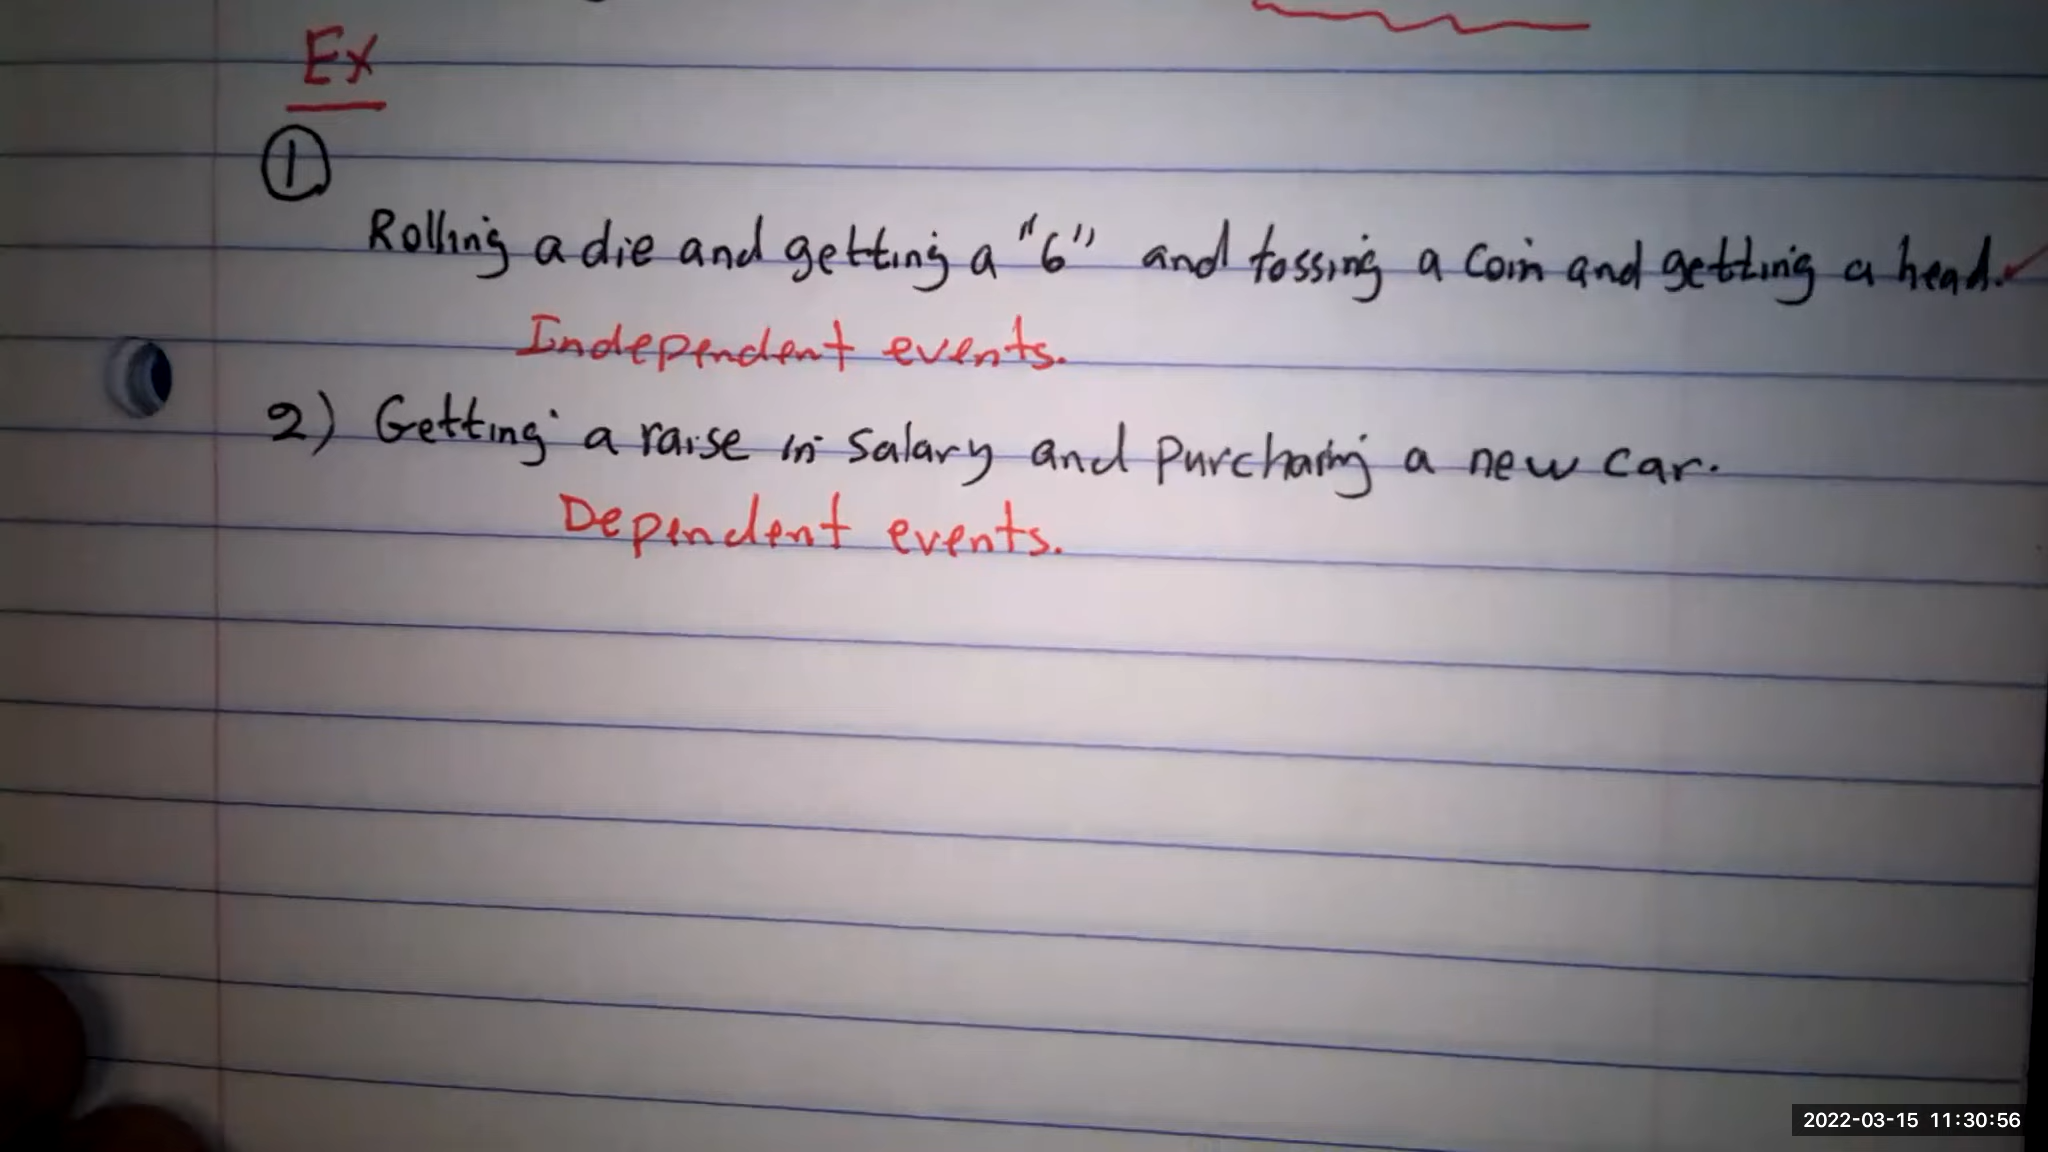 Ex
1
Rolling a die and getting a "6" and tossing a coin and getting a head.
Independent events.
2) Getting a raise in salary and purchasing a new car.
Dependent events.
2022-03-15 11:30:56